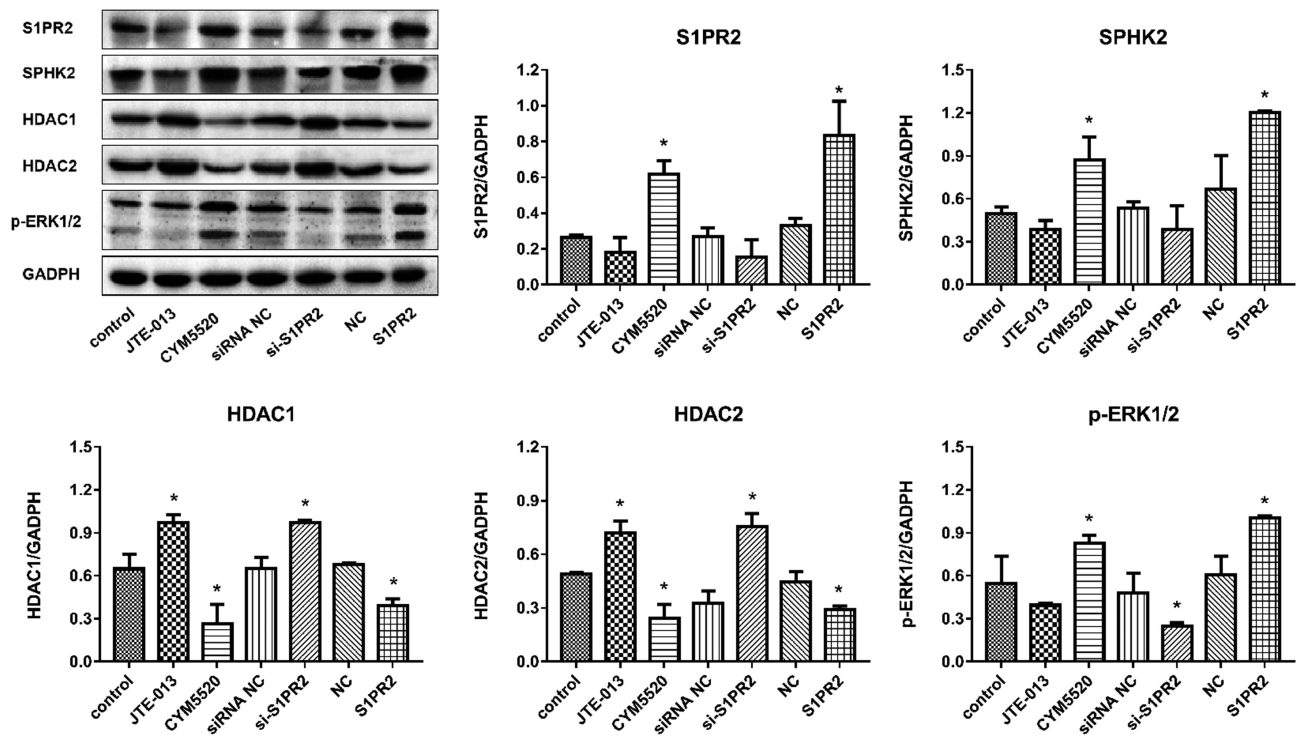 S1PR2
SPHK2
HDAC1
HDAC2
p-ERK1/2
GADPH
control
JTE-013
CYM5520
siRNA NC
si-S1PR2
NC
S1PR2
S1PR2
S1PR2/GADPH
1.2
1.0
0.8
0.6
0.4
0.2
0.0
*
*
control
JTE-013
CYM5520
siRNA NC
si-S1PR2
NC
S1PR2
SPHK2
SPHK2/GADPH
1.5
1.2
0.9
0.6
0.3
0.0
*
*
control
JTE-013
CYM5520
siRNA NC
si-S1PR2
NC
S1PR2
HDAC1
HDAC1/GADPH
1.5
1.2
0.9
0.6
0.3
0.0
*
*
*
*
control
JTE-013
CYM5520
siRNA NC
si-S1PR2
NC
S1PR2
HDAC2
HDAC2/GADPH
1.2
0.9
0.6
0.3
0.0
*
*
*
*
control
JTE-013
CYM5520
siRNA NC
si-S1PR2
NC
S1PR2
p-ERK1/2
p-ERK1/2/GADPH
1.5
1.2
0.9
0.6
0.3
0.0
*
*
*
control
JTE-013
CYM5520
siRNA NC
si-S1PR2
NC
S1PR2